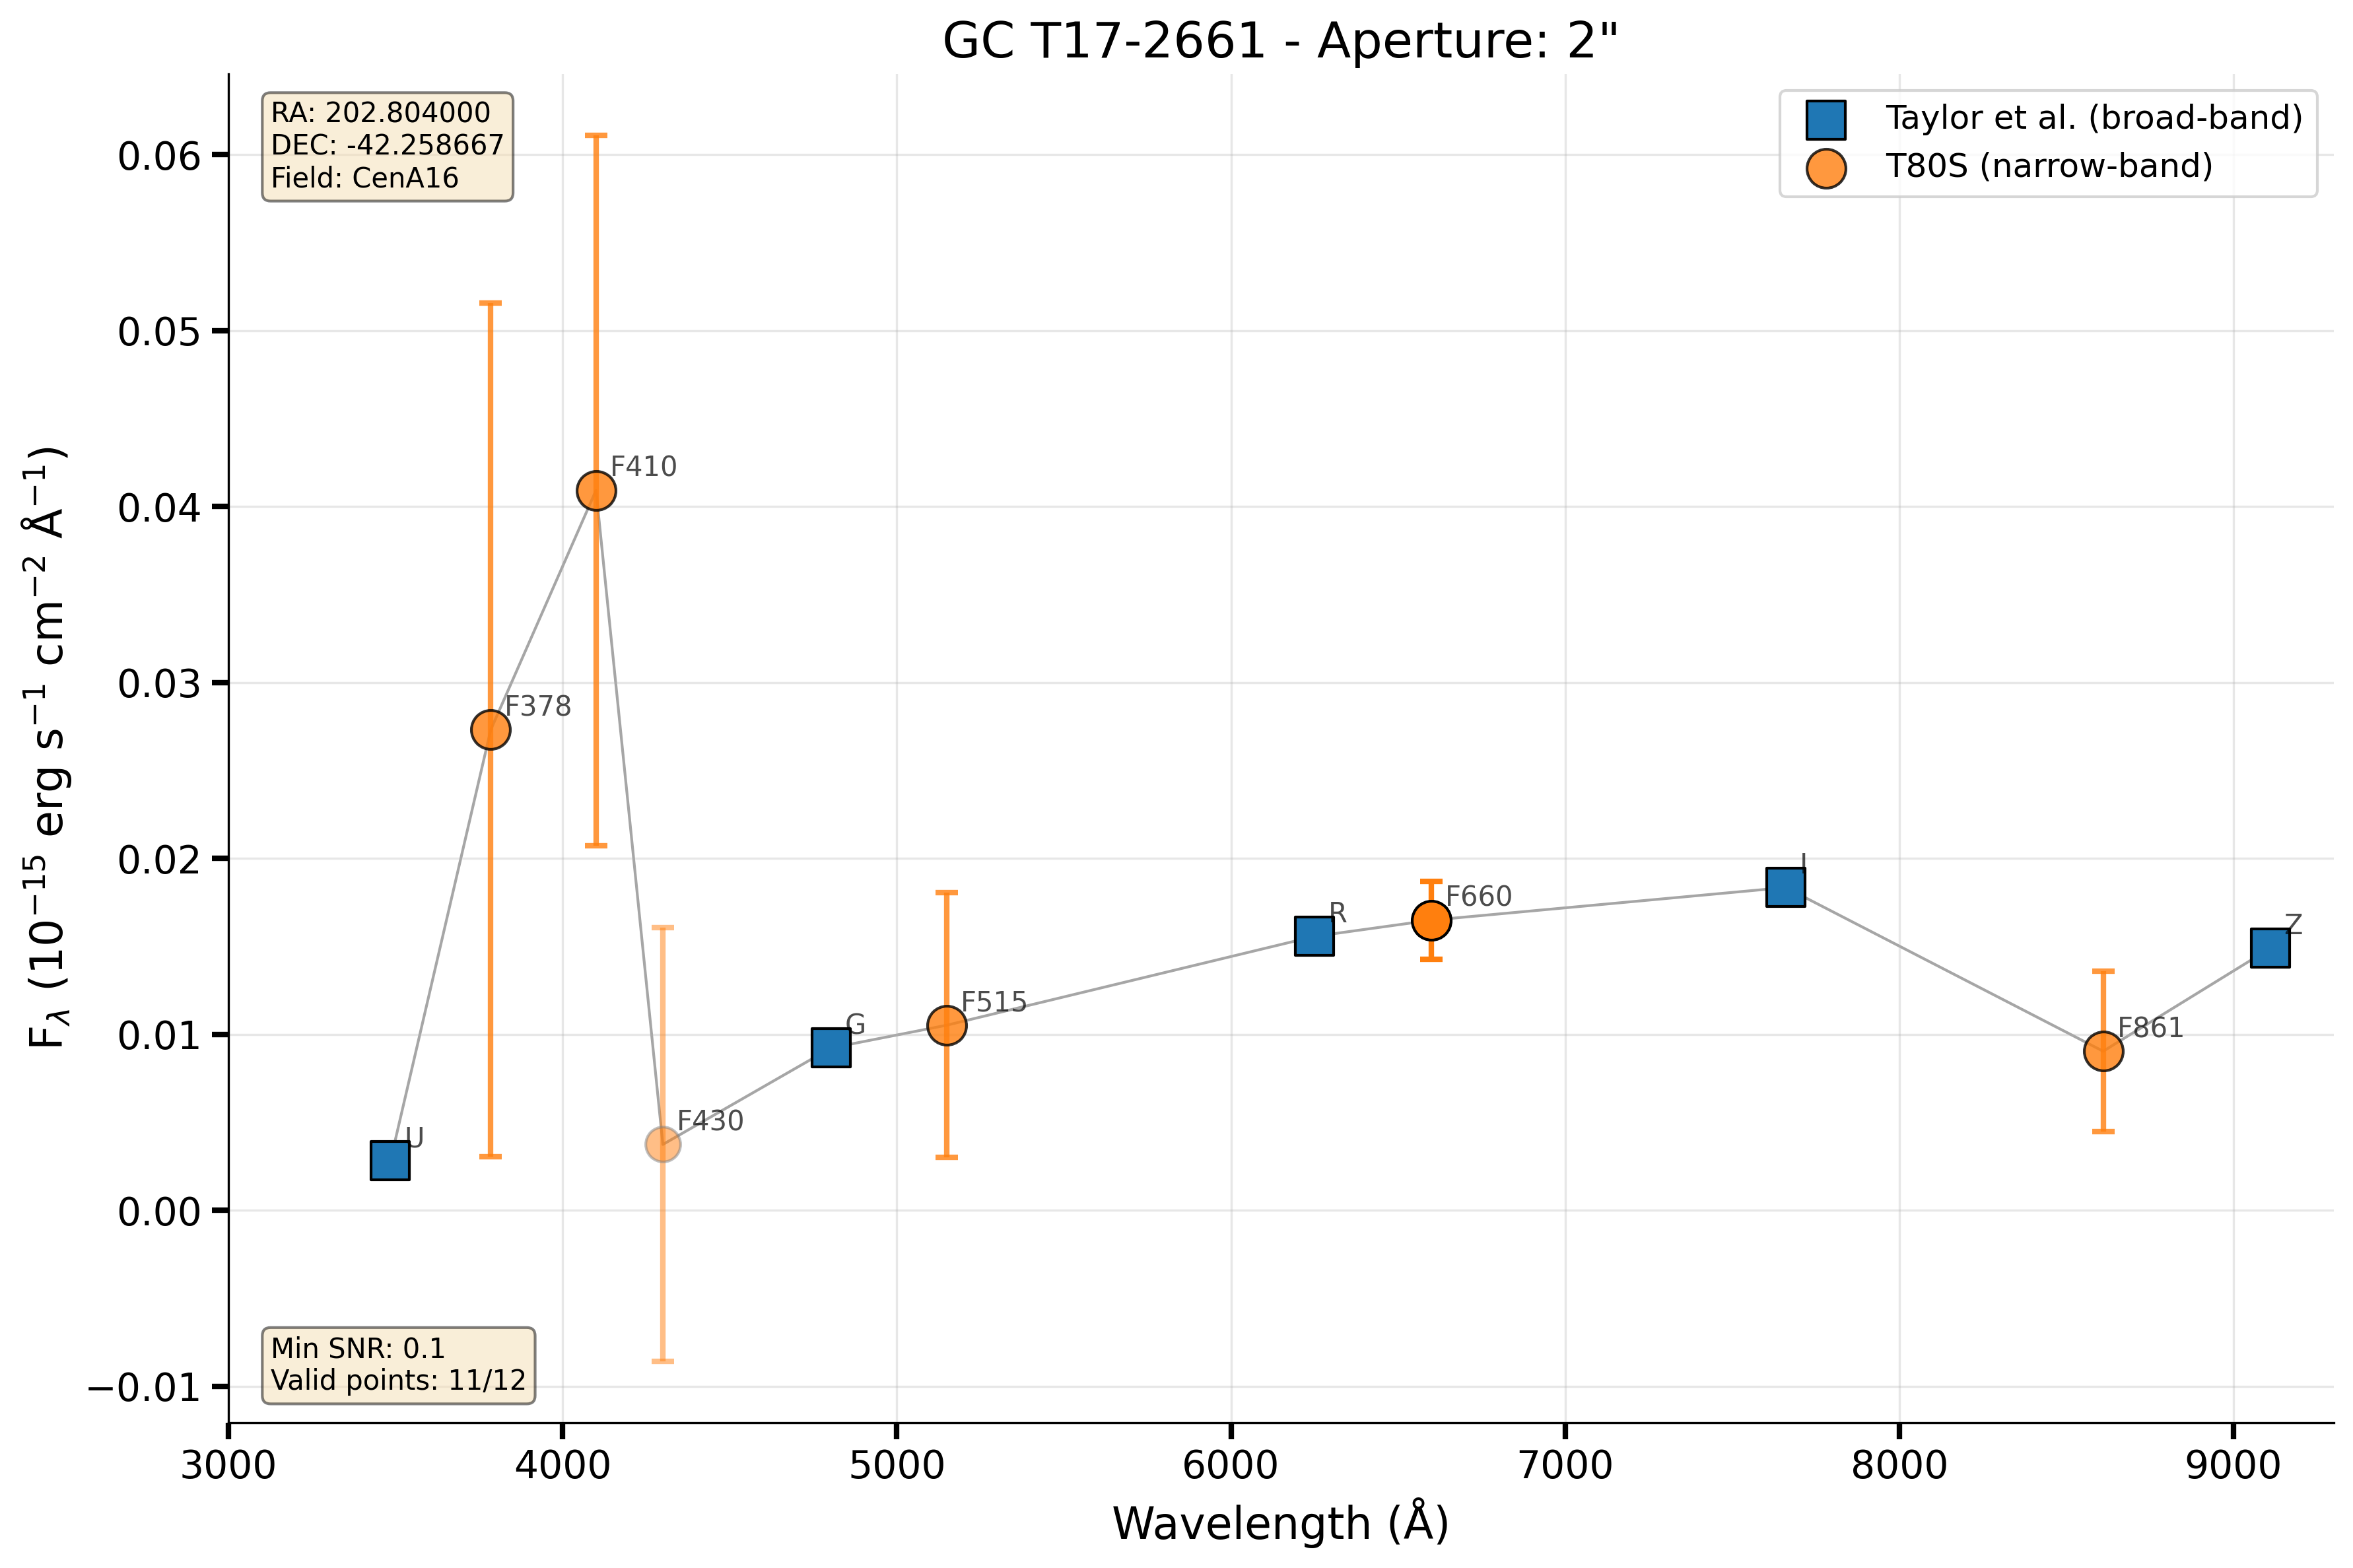 GC T17-2661 - Aperture: 2"
RA: 202.804000
DEC: -42.258667
Field: CenA16
Taylor et al. (broad-band)
T80S (narrow-band)
0.06
0.05
0.04
0.03
0.02
0.01
0.00
−0.01
F_λ (10⁻¹⁵ erg s⁻¹ cm⁻² Å⁻¹)
U
F378
F410
F430
G
F515
R
F660
I
F861
Z
Min SNR: 0.1
Valid points: 11/12
3000 4000 5000 6000 7000 8000 9000
Wavelength (Å)